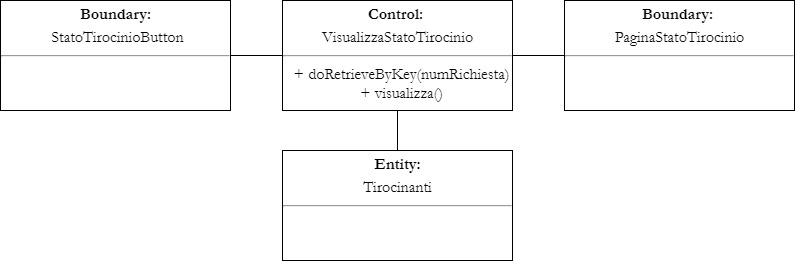 Boundary:
StatoTirocinioButton
Control:
VisualizzaStatoTirocinio
+ doRetrieveByKey(numRichiesta)
+ visualizza()
Boundary:
PaginaStatoTirocinio
Entity:
Tirocinanti